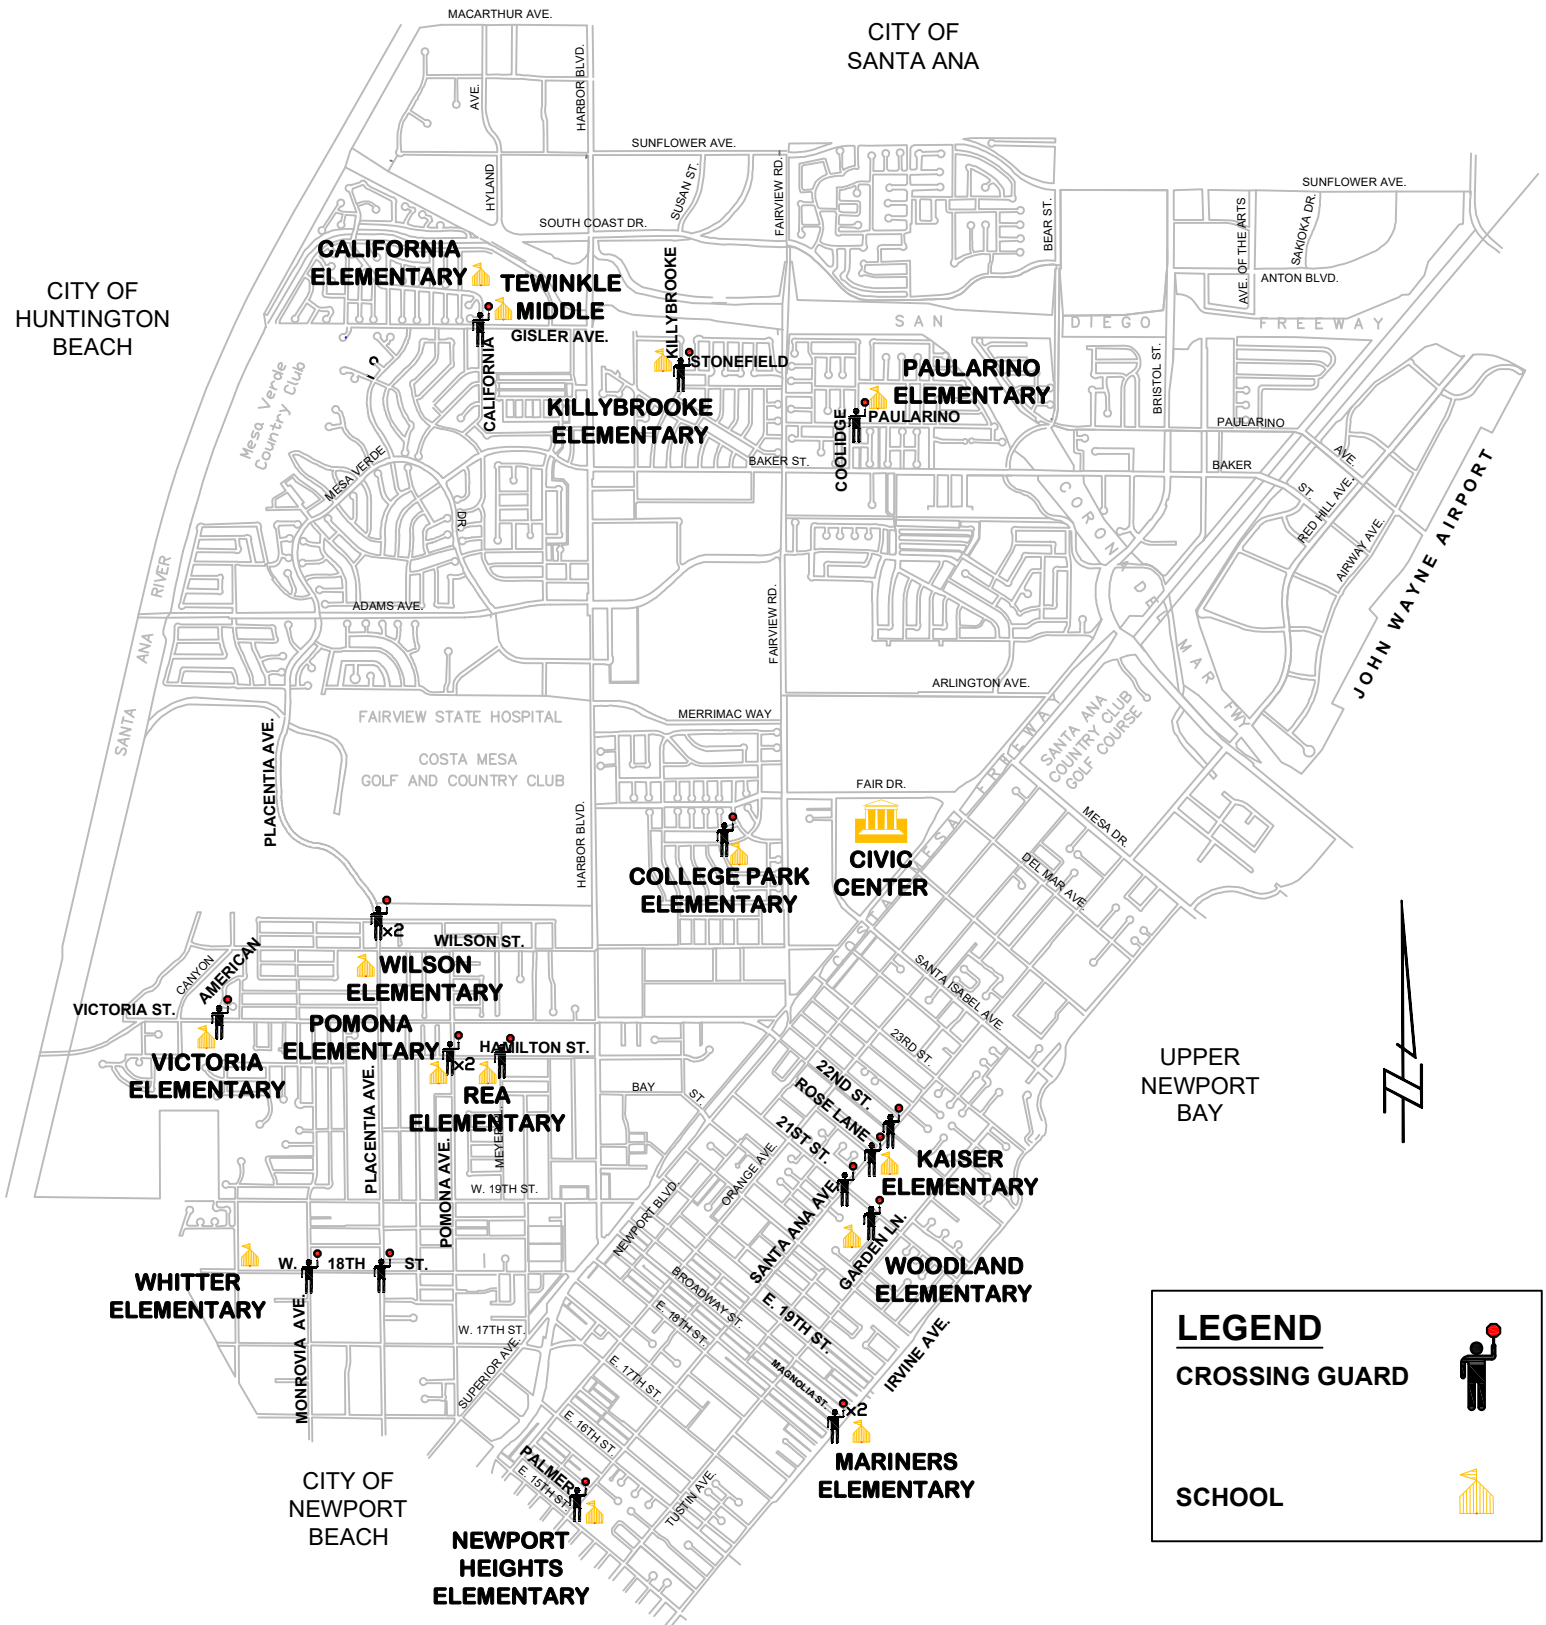 MACARTHUR AVE.
CITY OF
SANTA ANA
HARBOR BLVD.
AVE.
HYLAND
SUNFLOWER AVE.
SUSAN ST.
FAIRVIEW RD.
SOUTH COAST DR.
BEAR ST.
SUNFLOWER AVE.
AVE. OF THE ARTS
SAKIOKA DR.
ANTON BLVD.
CALIFORNIA
ELEMENTARY
TEWINKLE
MIDDLE
GISLER AVE.
CALIFORNIA
CITY OF
HUNTINGTON
BEACH
KILLYBROOKE
STONEFIELD
KILLYBROOKE
ELEMENTARY
SAN DIEGO FREEWAY
PAULARINO
ELEMENTARY
PAULARINO
COOLIDGE
BRISTOL ST.
PAULARINO
AVE.
Mesa Verde
Country Club
MESA VERDE
DR.
BAKER ST.
BAKER
ST.
RED HILL AVE.
AIRWAY AVE.
JOHN WAYNE AIRPORT
CORONA DEL MAR FWY
SANTA ANA RIVER
ADAMS AVE.
FAIRVIEW RD.
ARLINGTON AVE.
MERRIMAC WAY
FAIRVIEW STATE HOSPITAL
COSTA MESA
GOLF AND COUNTRY CLUB
PLACENTIA AVE.
HARBOR BLVD.
SANTA ANA
COUNTRY CLUB
GOLF COURSE
COSTA MESA FREEWAY
FAIR DR.
MESA DR.
DEL MAR AVE.
CIVIC
CENTER
COLLEGE PARK
ELEMENTARY
x2
WILSON ST.
WILSON
ELEMENTARY
CANYON
AMERICAN
VICTORIA ST.
VICTORIA
ELEMENTARY
POMONA
ELEMENTARY
x2
HAMILTON ST.
REA
ELEMENTARY
MEYER
PLACENTIA AVE.
POMONA AVE.
BAY
ST.
SANTA ISABEL AVE.
23RD ST.
22ND ST.
ROSE LANE
21ST ST.
UPPER
NEWPORT
BAY
KAISER
ELEMENTARY
ORANGE AVE.
SANTA ANA AVE.
GARDEN LN.
WOODLAND
ELEMENTARY
W. 19TH ST.
NEWPORT BLVD.
WHITTER
ELEMENTARY
W. 18TH ST.
MONROVIA AVE.
W. 17TH ST.
SUPERIOR AVE.
BROADWAY ST.
E. 19TH ST.
E. 18TH ST.
E. 17TH ST.
MAGNOLIA ST.
IRVINE AVE.
x2
MARINERS
ELEMENTARY
E. 16TH ST.
PALMER
E. 15TH ST.
TUSTIN AVE.
CITY OF
NEWPORT
BEACH
NEWPORT
HEIGHTS
ELEMENTARY
LEGEND
CROSSING GUARD
SCHOOL